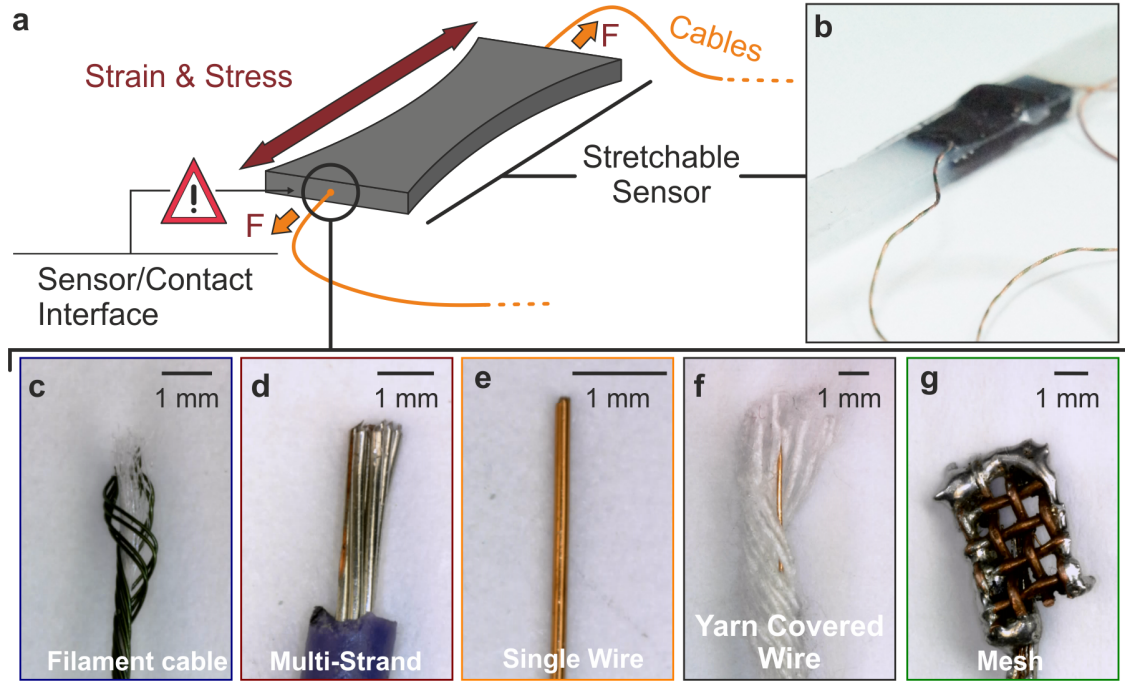 a
Strain & Stress
F
Cables
b
Stretchable
Sensor
!
F
Sensor/Contact
Interface
c
1 mm
Filament cable
d
1 mm
Multi-Strand
e
1 mm
Single Wire
f
1 mm
Yarn Covered
Wire
g
1 mm
Mesh